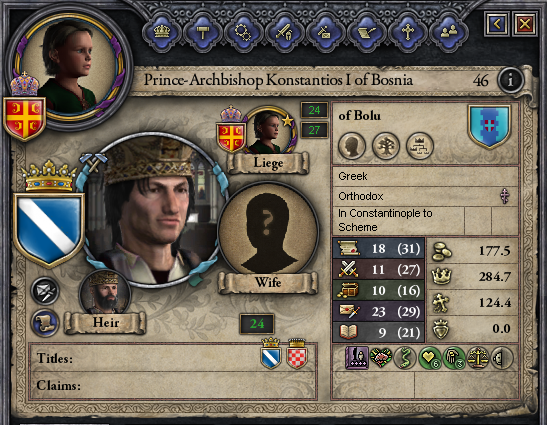 Prince-Archbishop Konstantios I of Bosnia 46
24
27
Liege
of Bolu
Greek
Orthodox
In Constantinople to
Scheme
Wife
Heir
24
18 (31)
11 (27)
10 (16)
23 (29)
9 (21)
177.5
284.7
124.4
0.0
6
3
Titles:
Claims: